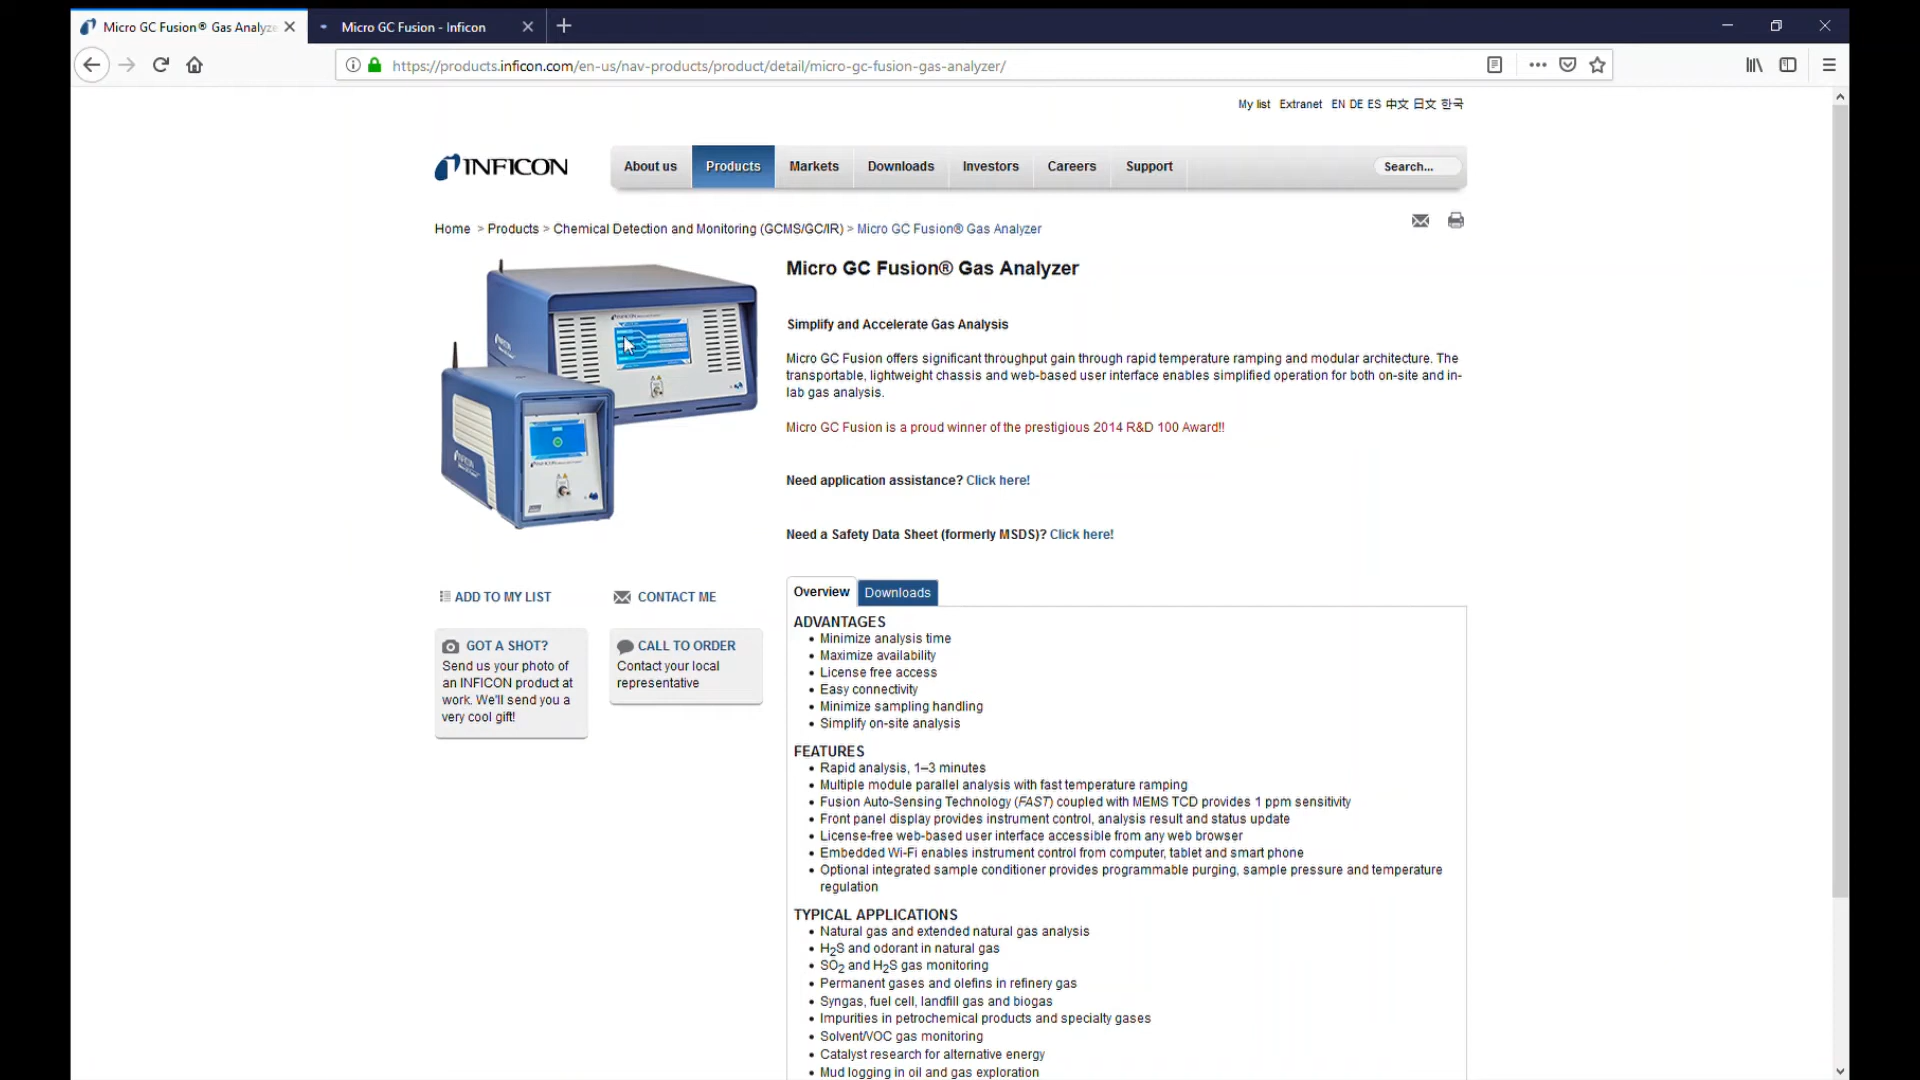 Micro GC Fusion® Gas Analyze
Micro GC Fusion - Inficon
https://products.inficon.com/en-us/nav-products/product/detail/micro-gc-fusion-gas-analyzer/
My list Extranet EN DE ES 中文 日文 한국
INFICON
About us Products Markets Downloads Investors Careers Support Search...
Home > Products > Chemical Detection and Monitoring (GCMS/GC/IR) > Micro GC Fusion® Gas Analyzer
Micro GC Fusion® Gas Analyzer
Simplify and Accelerate Gas Analysis
Micro GC Fusion offers significant throughput gain through rapid temperature ramping and modular architecture. The
transportable, lightweight chassis and web-based user interface enables simplified operation for both on-site and in-
lab gas analysis.
Micro GC Fusion is a proud winner of the prestigious 2014 R&D 100 Award!!
Need application assistance? Click here!
Need a Safety Data Sheet (formerly MSDS)? Click here!
ADD TO MY LIST
CONTACT ME
GOT A SHOT?
Send us your photo of
an INFICON product at
work. We'll send you a
very cool gift!
CALL TO ORDER
Contact your local
representative
Overview Downloads
ADVANTAGES
• Minimize analysis time
• Maximize availability
• License free access
• Easy connectivity
• Minimize sampling handling
• Simplify on-site analysis
FEATURES
• Rapid analysis, 1–3 minutes
• Multiple module parallel analysis with fast temperature ramping
• Fusion Auto-Sensing Technology (FAST) coupled with MEMS TCD provides 1 ppm sensitivity
• Front panel display provides instrument control, analysis result and status update
• License-free web-based user interface accessible from any web browser
• Embedded Wi-Fi enables instrument control from computer, tablet and smart phone
• Optional integrated sample conditioner provides programmable purging, sample pressure and temperature
regulation
TYPICAL APPLICATIONS
• Natural gas and extended natural gas analysis
• H2S and odorant in natural gas
• SO2 and H2S gas monitoring
• Permanent gases and olefins in refinery gas
• Syngas, fuel cell, landfill gas and biogas
• Impurities in petrochemical products and specialty gases
• Solvent/VOC gas monitoring
• Catalyst research for alternative energy
• Mud logging in oil and gas exploration